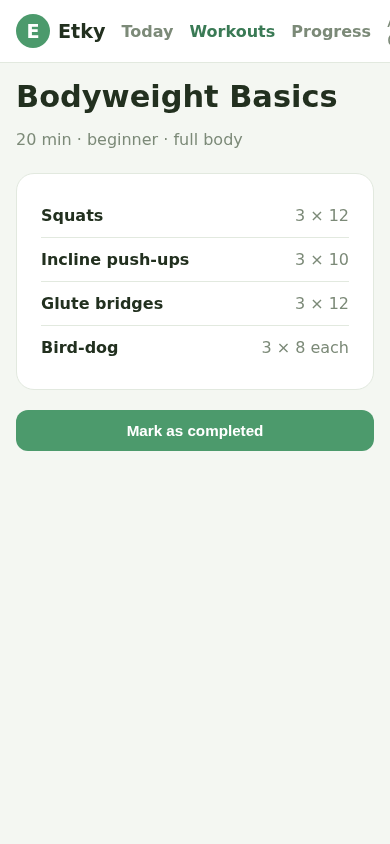 E Etky Today Workouts Progress
Bodyweight Basics
20 min · beginner · full body
Squats 3 × 12
Incline push-ups 3 × 10
Glute bridges 3 × 12
Bird-dog 3 × 8 each
Mark as completed